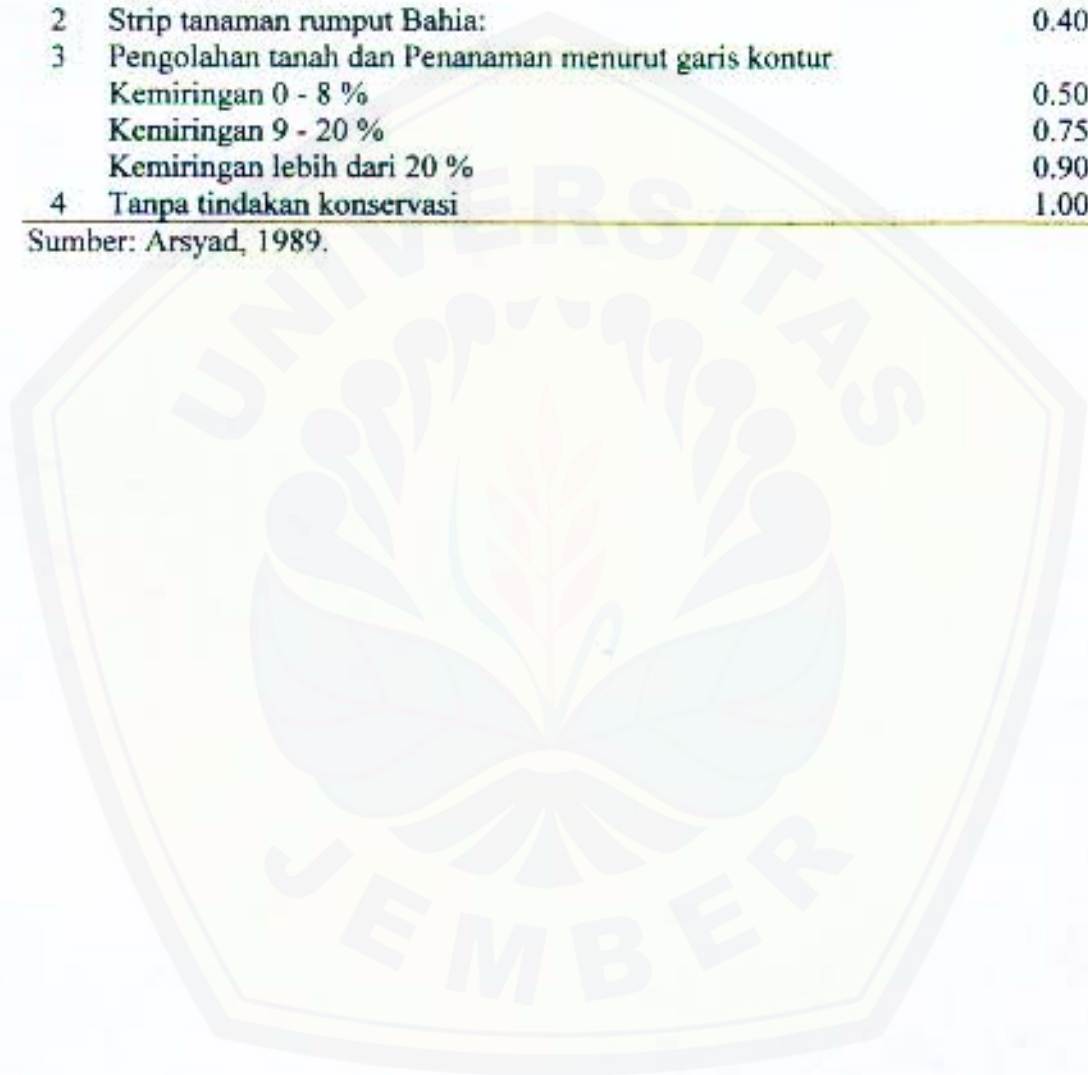 2 Strip tanaman rumput Bahia: 0.40
3 Pengolahan tanah dan Penanaman menurut garis kontur
Kemiringan 0 - 8 % 0.50
Kemiringan 9 - 20 % 0.75
Kemiringan lebih dari 20 % 0.90
4 Tanpa tindakan konservasi 1.00
Sumber: Arsyad, 1989.
UNIVERSITAS
JEMBER